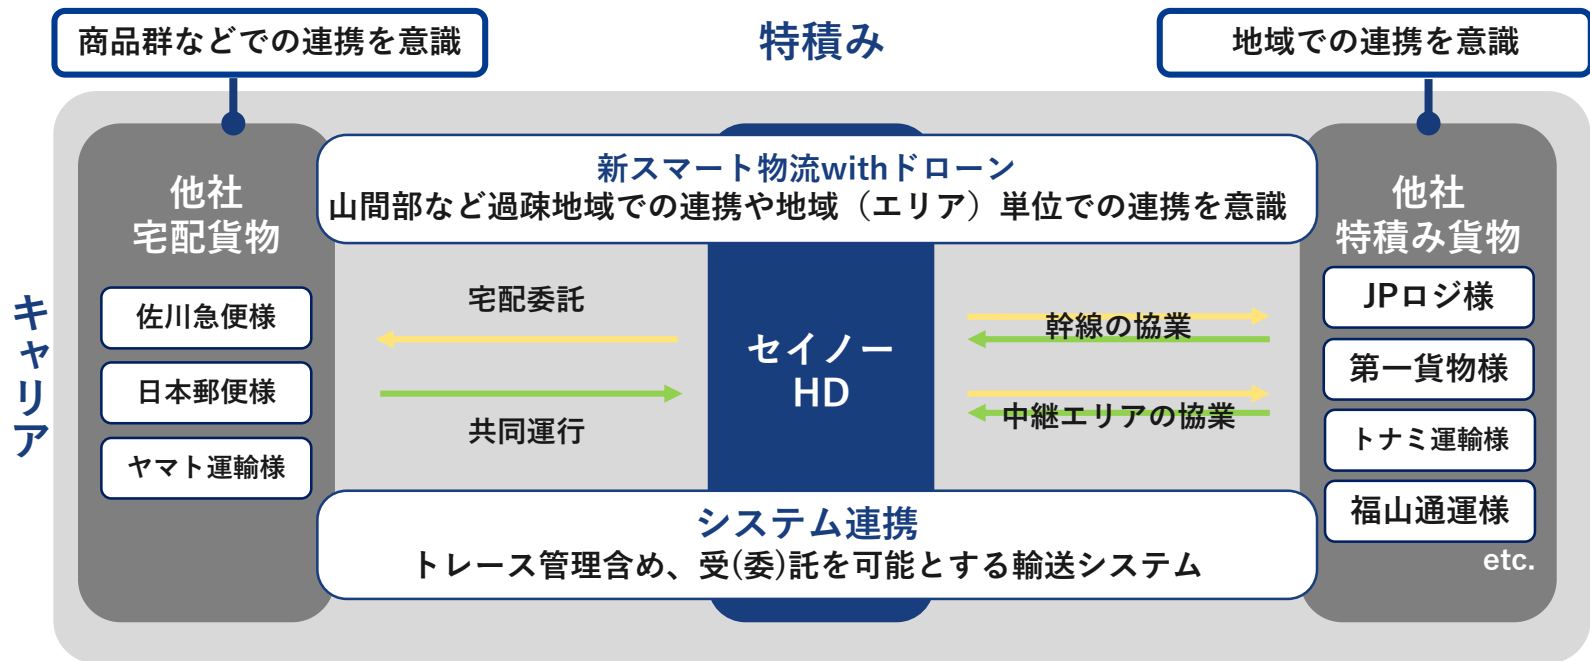 商品群などでの連携を意識
特積み
地域での連携を意識
キャリア
他社
宅配貨物
佐川急便様
日本郵便様
ヤマト運輸様
新スマート物流withドローン
山間部など過疎地域での連携や地域（エリア）単位での連携を意識
宅配委託
共同運行
セイノー
HD
幹線の協業
中継エリアの協業
システム連携
トレース管理含め、受(委)託を可能とする輸送システム
他社
特積み貨物
JPロジ様
第一貨物様
トナミ運輸様
福山通運様
etc.